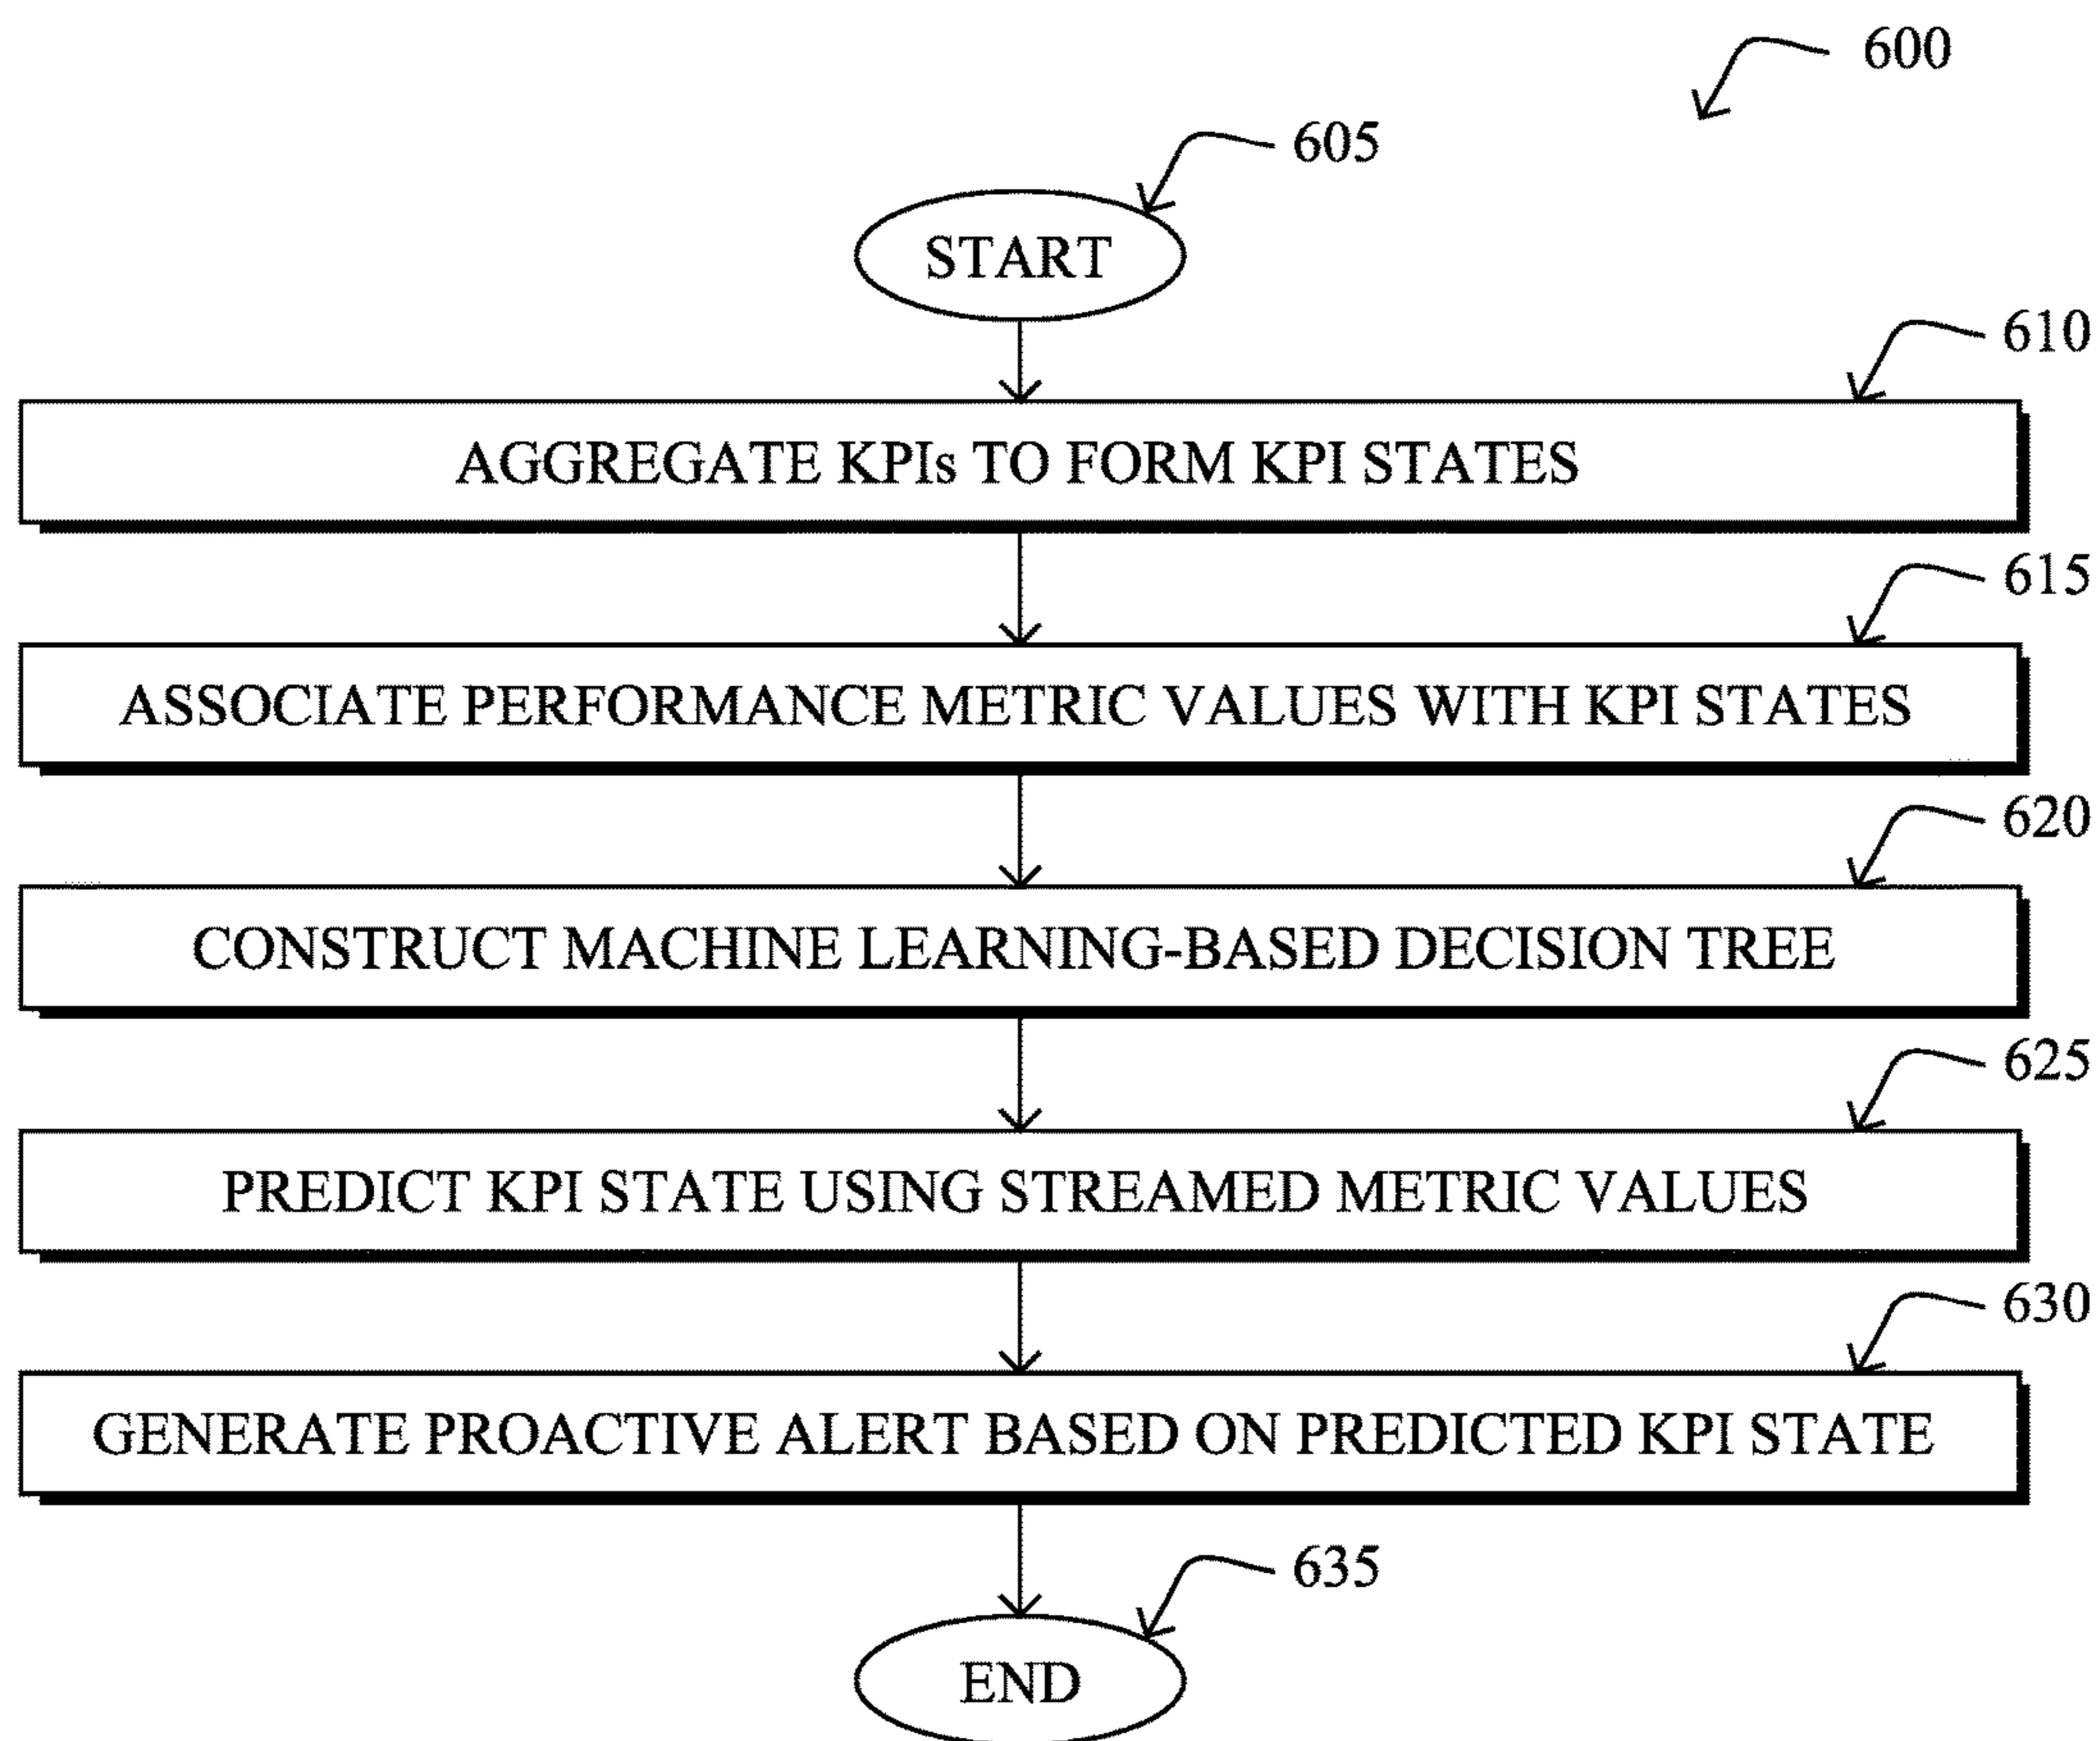 600
605
START
610
AGGREGATE KPIs TO FORM KPI STATES
615
ASSOCIATE PERFORMANCE METRIC VALUES WITH KPI STATES
620
CONSTRUCT MACHINE LEARNING-BASED DECISION TREE
625
PREDICT KPI STATE USING STREAMED METRIC VALUES
630
GENERATE PROACTIVE ALERT BASED ON PREDICTED KPI STATE
635
END